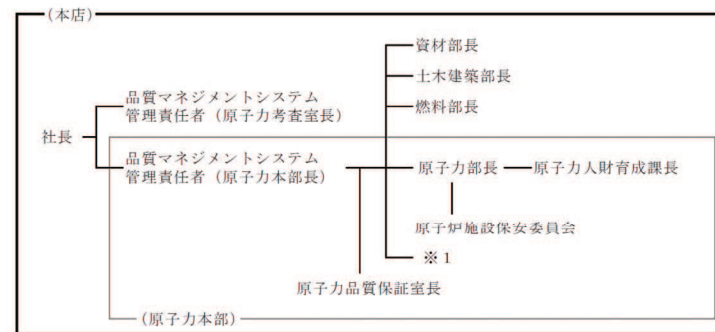 (本店)
資材部長
土木建築部長
燃料部長
品質マネジメントシステム
管理責任者（原子力考査室長）
社長
品質マネジメントシステム
管理責任者（原子力本部長）
原子力部長
原子力人財育成課長
原子炉施設保安委員会
※1
原子力品質保証室長
(原子力本部)